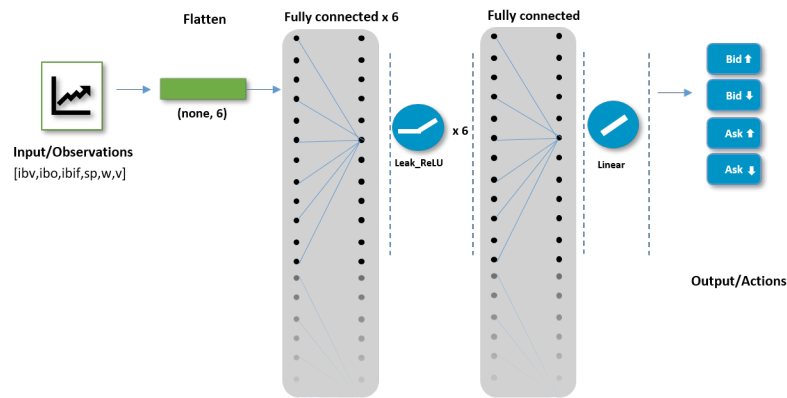 Flatten
Fully connected x 6
Fully connected
(none, 6)
Input/Observations
[ibv,ibo,ibif,sp,w,v]
Leak_ReLU
x 6
Linear
Bid
Bid
Ask
Ask
Output/Actions